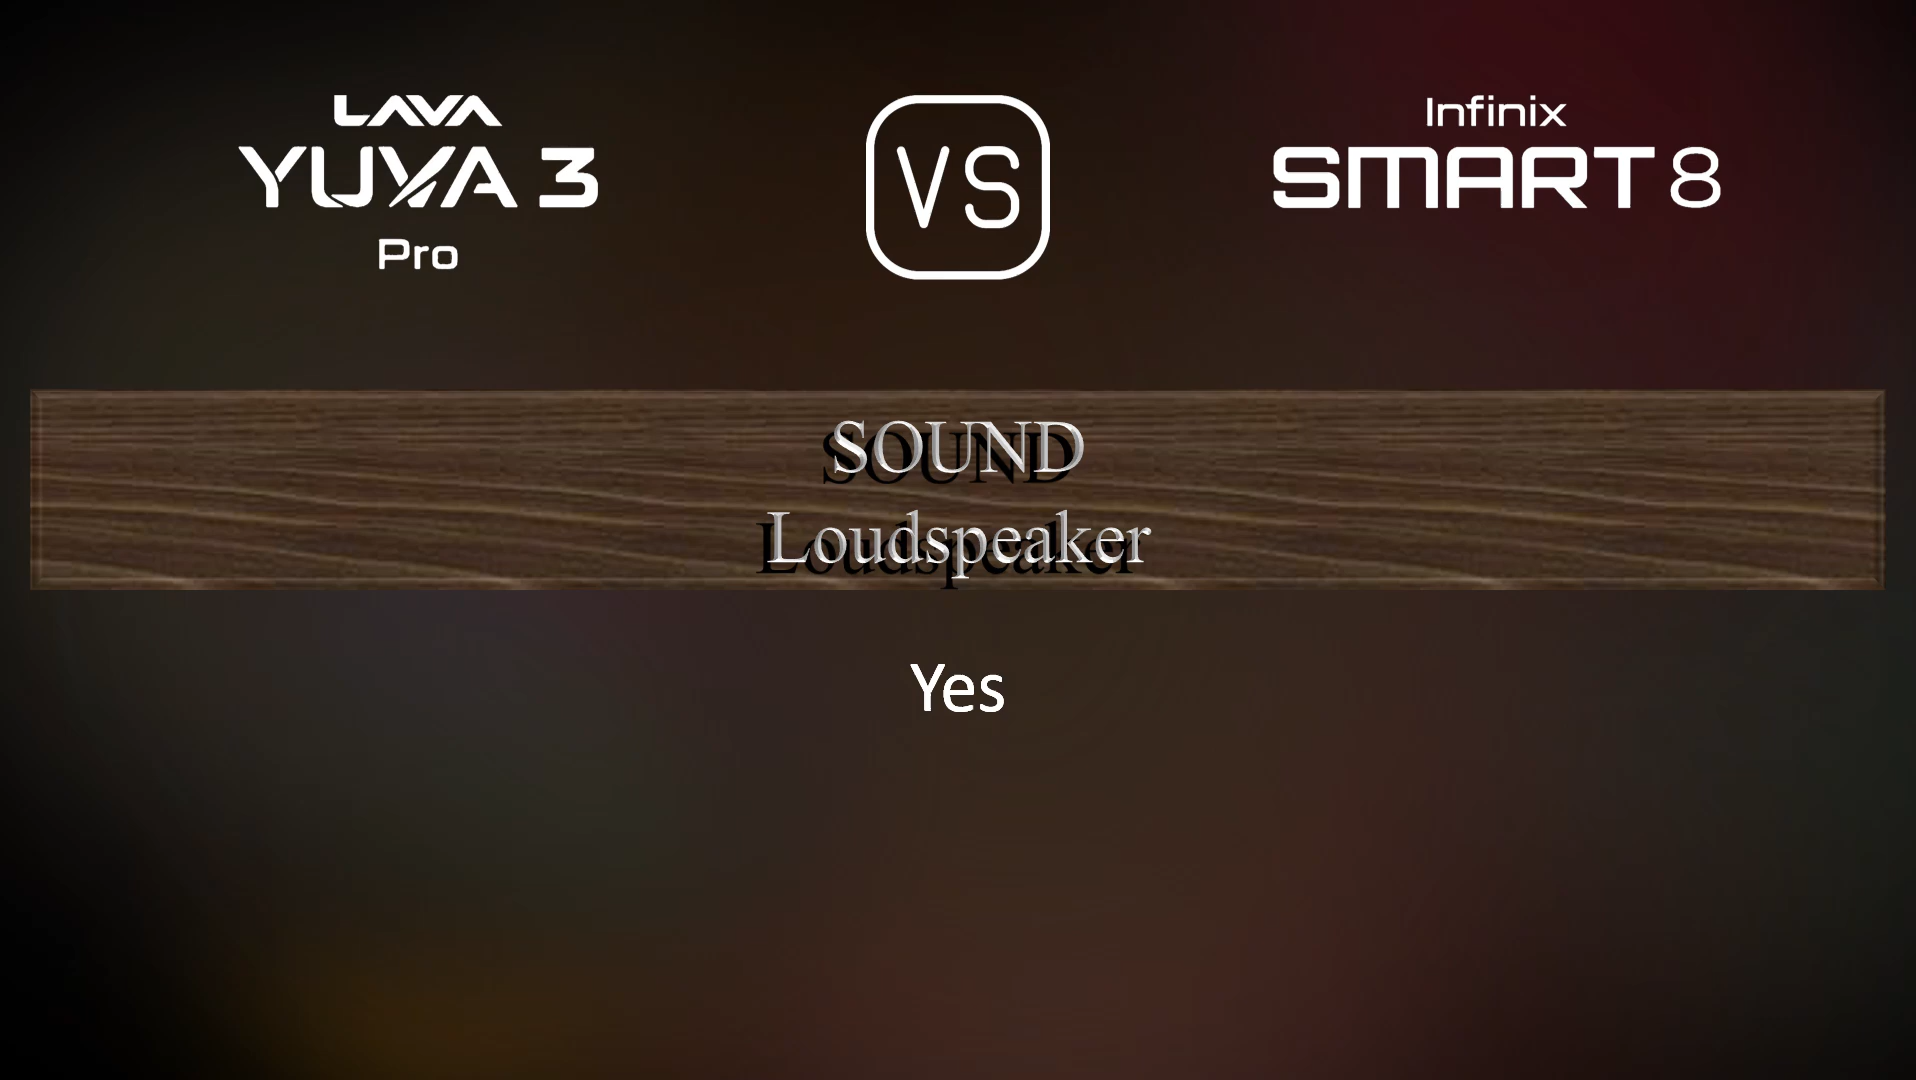 LAVA
YUVA 3
Pro
VS
Infinix
SMART 8
SOUND
Loudspeaker
Yes